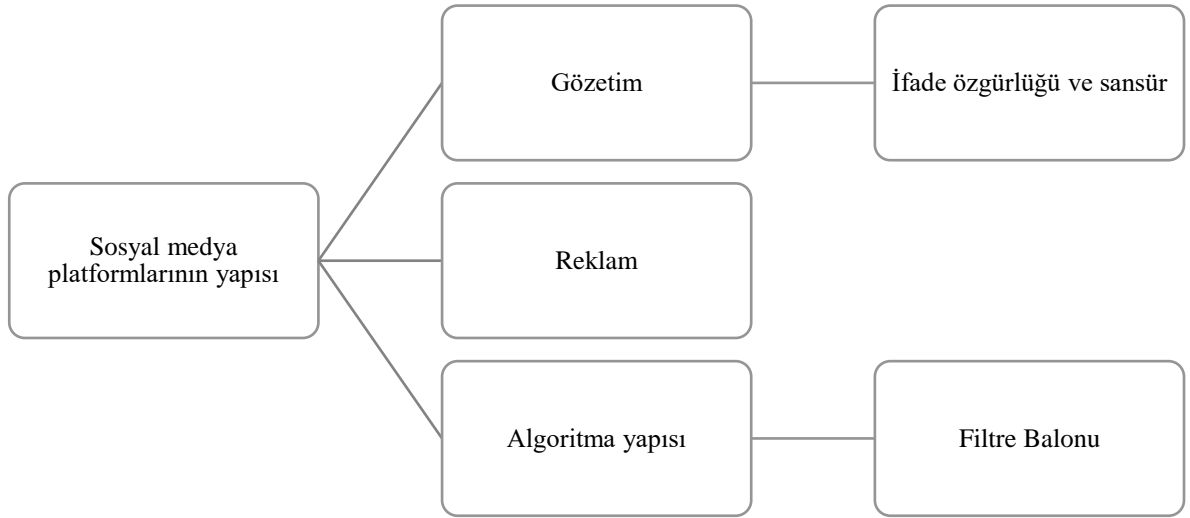 Gözetim
İfade özgürlüğü ve sansür
Sosyal medya
platformlarının yapısı
Reklam
Algoritma yapısı
Filtre Balonu